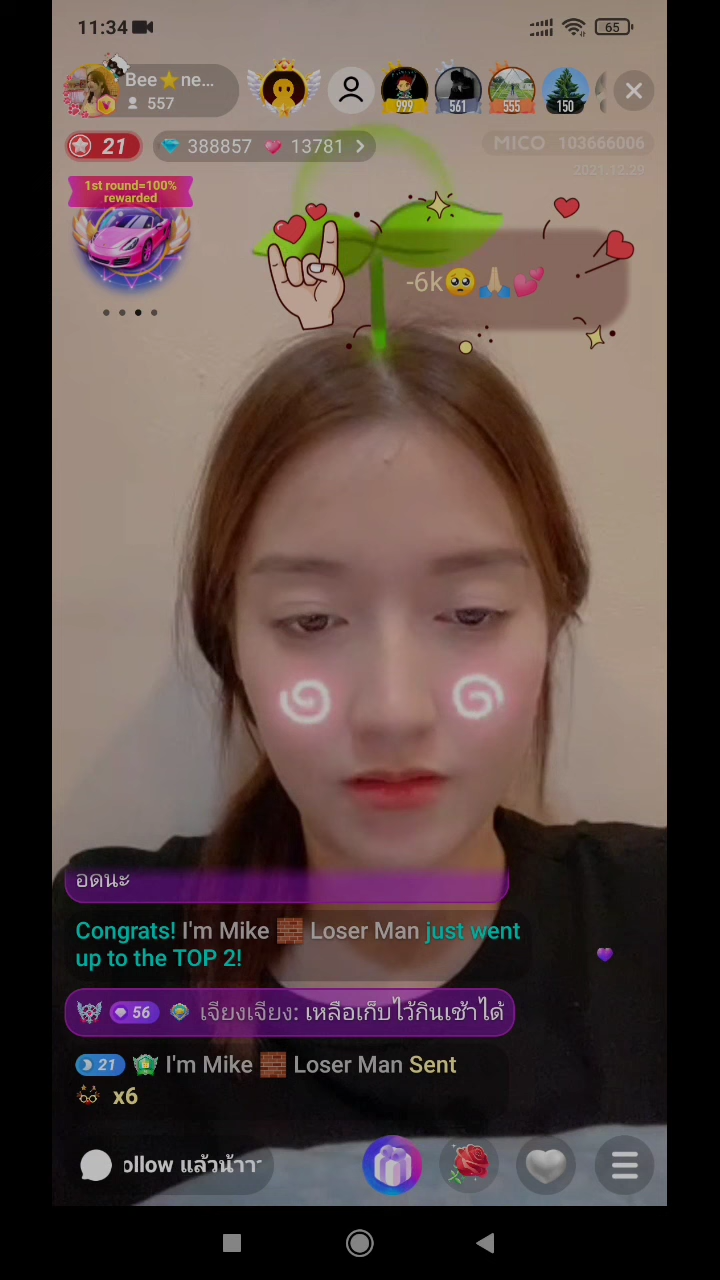 11:34
65
Bee⭐ne...
557
999
561
555
150
21
388857
13781
MICO 103666006
2021.12.29
1st round=100%
rewarded
-6k🥺🙏🏼💕
อดนะ
Congrats! I'm Mike 🧱 Loser Man just went
up to the TOP 2!
56 เจียงเจียง: เหลือเก็บไว้กินเช้าได้
21 I'm Mike 🧱 Loser Man Sent
x6
ollow แล้วน้าา